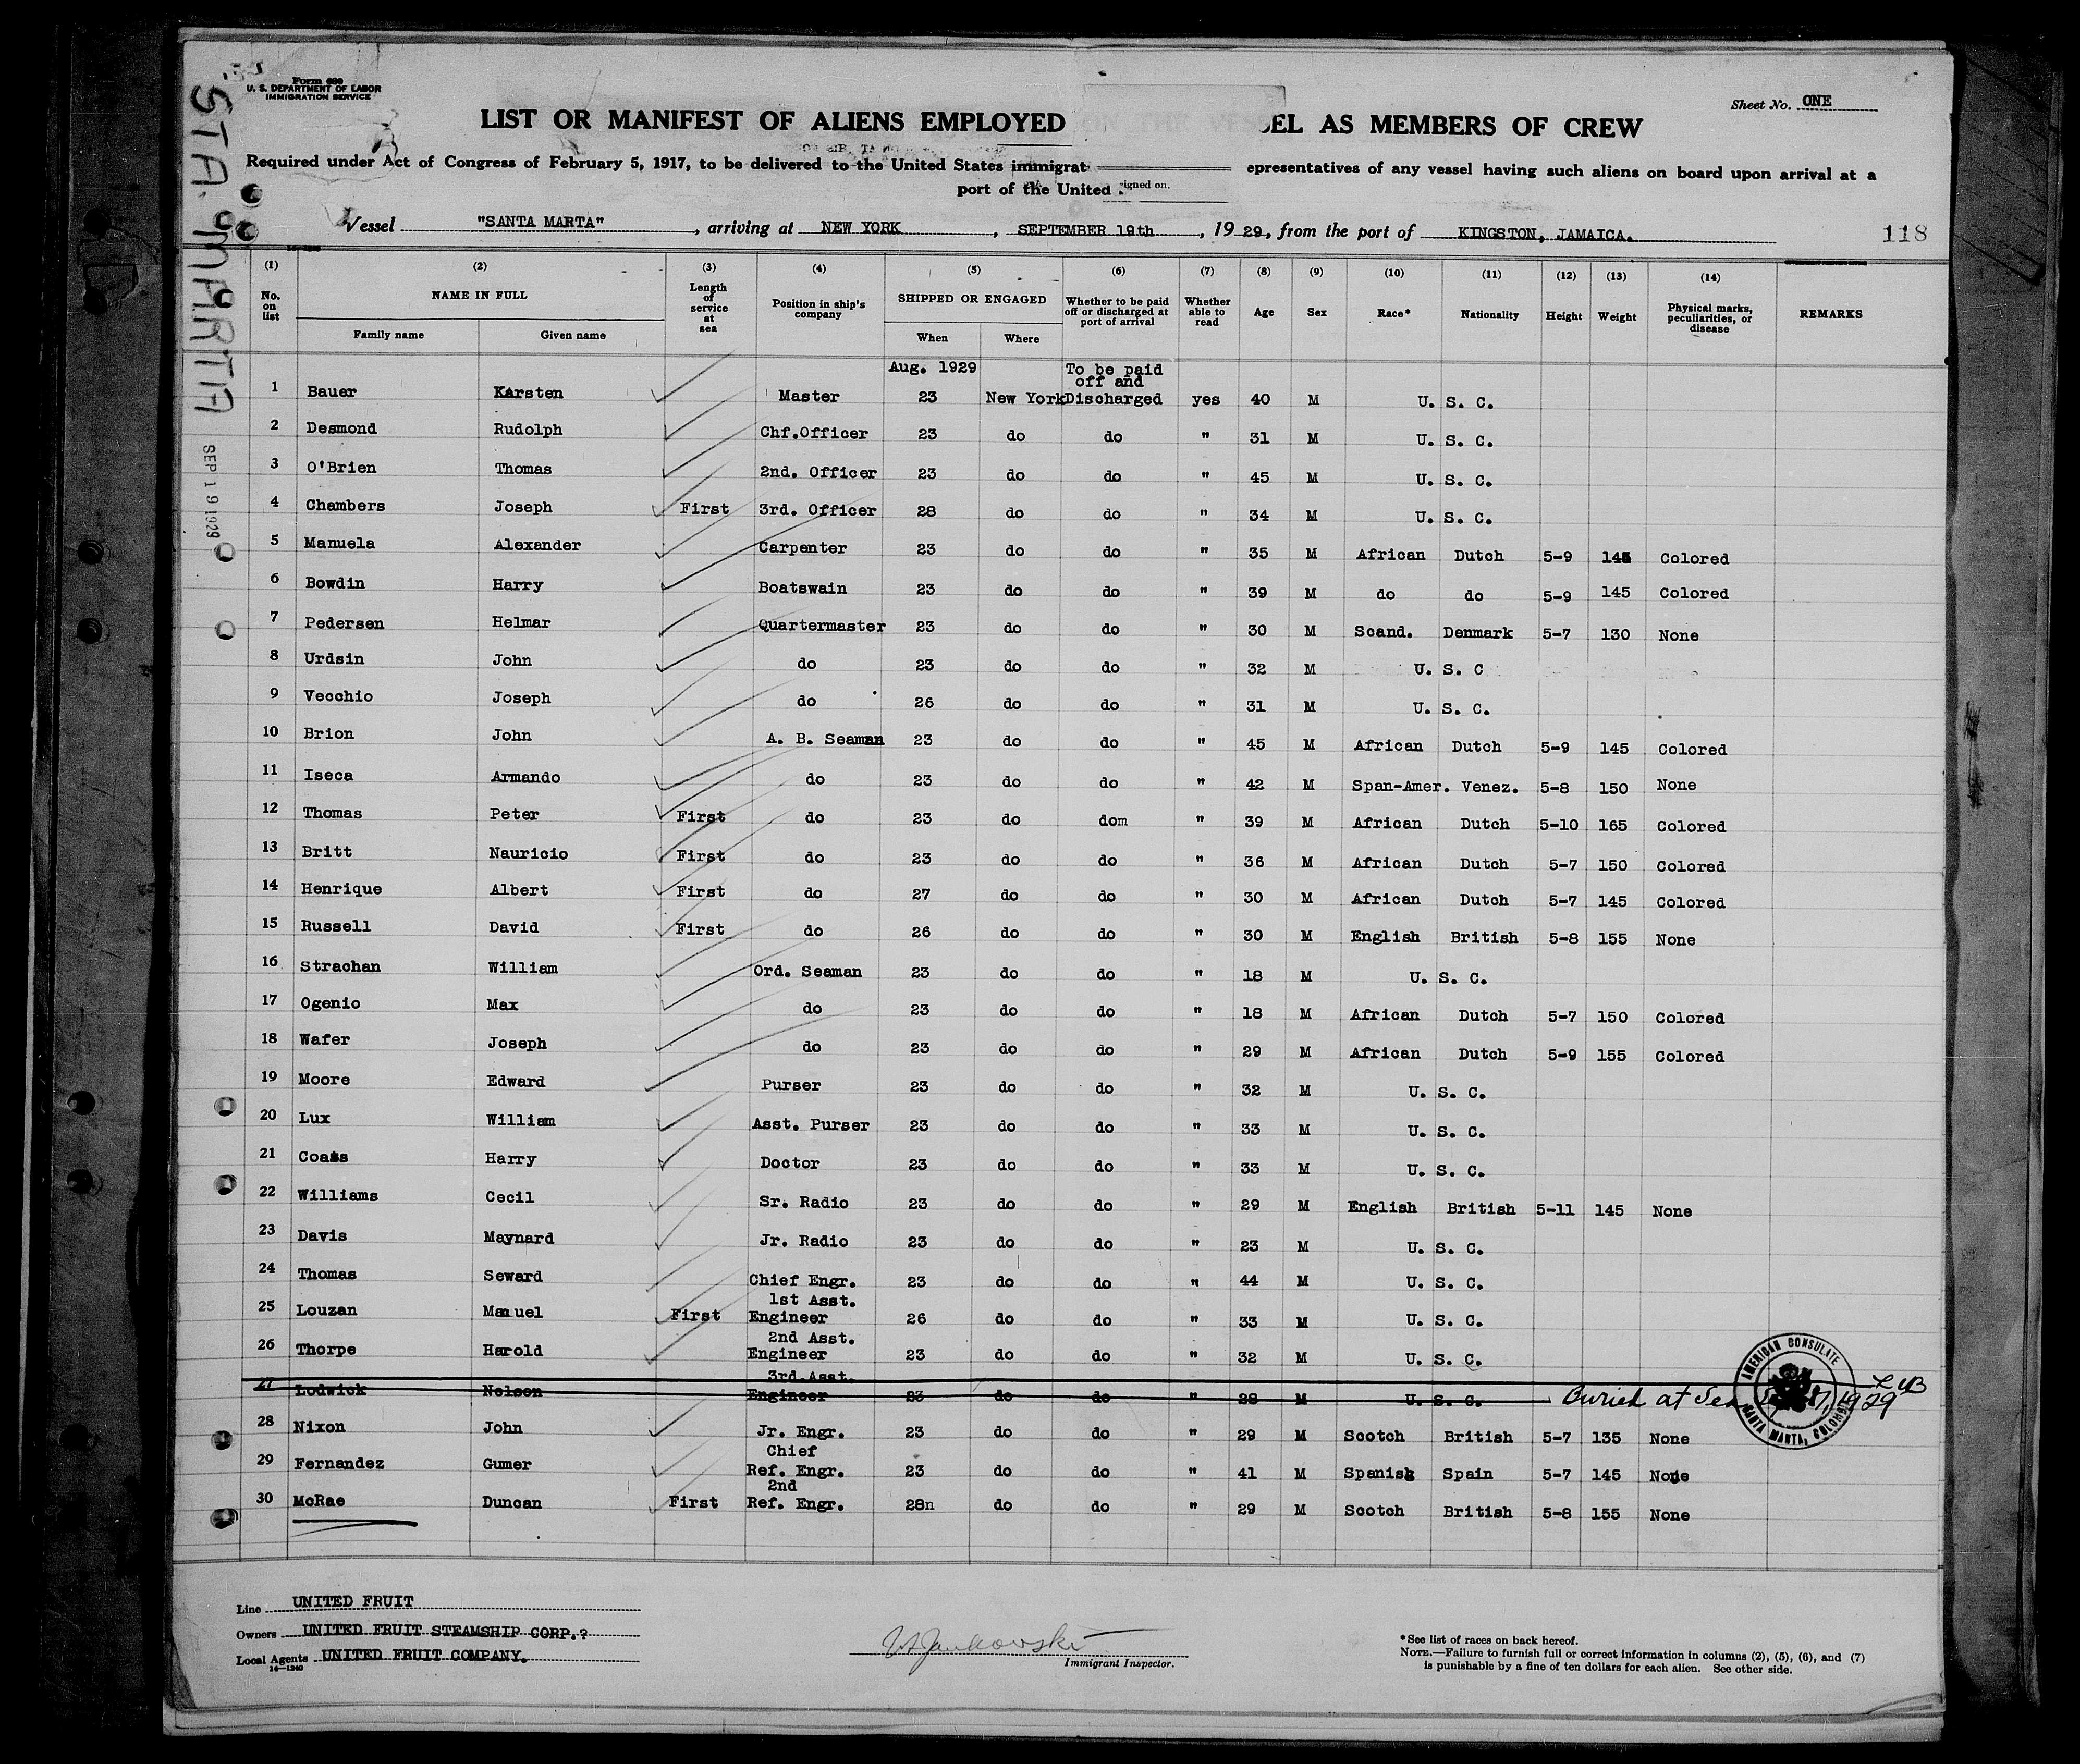 Form 680
U. S. DEPARTMENT OF LABOR
IMMIGRATION SERVICE
Sheet No. ONE
LIST OR MANIFEST OF ALIENS EMPLOYED SEL AS MEMBERS OF CREW
Required under Act of Congress of February 5, 1917, to be delivered to the United States immigrat epresentatives of any vessel having such aliens on board upon arrival at a
port of the United igned on.
Vessel "SANTA MARTA", arriving at NEW YORK, SEPTEMBER 19th, 1929, from the port of KINGSTON, JAMAICA.
118
STA. MARTA
SEP 19 1929
(1) (2) (3) (4) (5) (6) (7) (8) (9) (10) (11) (12) (13) (14)
No. on list NAME IN FULL Family name Given name Length of service at sea Position in ship's company SHIPPED OR ENGAGED When Where Whether to be paid off or discharged at port of arrival Whether able to read Age Sex Race* Nationality Height Weight Physical marks, peculiarities, or disease REMARKS
Aug. 1929 To be paid off and
1 Bauer Karsten Master 23 New York Discharged yes 40 M U. S. C.
2 Desmond Rudolph Chf.Officer 23 do do " 31 M U. S. C.
3 O'Brien Thomas 2nd. Officer 23 do do " 45 M U. S. C.
4 Chambers Joseph First 3rd. Officer 28 do do " 34 M U. S. C.
5 Manuela Alexander Carpenter 23 do do " 35 M African Dutch 5-9 145 Colored
6 Bowdin Harry Boatswain 23 do do " 39 M do do 5-9 145 Colored
7 Pedersen Helmar Quartermaster 23 do do " 30 M Scand. Denmark 5-7 130 None
8 Urdsin John do 23 do do " 32 M U. S. C
9 Vecchio Joseph do 26 do do " 31 M U. S. C.
10 Brion John A. B. Seaman 23 do do " 45 M African Dutch 5-9 145 Colored
11 Iseca Armando do 23 do do " 42 M Span-Amer. Venez. 5-8 150 None
12 Thomas Peter First do 23 do dom " 39 M African Dutch 5-10 165 Colored
13 Britt Nauricio First do 23 do do " 36 M African Dutch 5-7 150 Colored
14 Henrique Albert First do 27 do do " 30 M African Dutch 5-7 145 Colored
15 Russell David First do 26 do do " 30 M English British 5-8 155 None
16 Strachan William Ord. Seaman 23 do do " 18 M U. S. C.
17 Ogenio Max do 23 do do " 18 M African Dutch 5-7 150 Colored
18 Wafer Joseph do 23 do do " 29 M African Dutch 5-9 155 Colored
19 Moore Edward Purser 23 do do " 32 M U. S. C.
20 Lux William Asst. Purser 23 do do " 33 M U. S. C.
21 Harry Doctor 23 do do " 33 M U. S. C.
22 Williams Cecil Sr. Radio 23 do do " 29 M English British 5-11 145 None
23 Davis Maynard Jr. Radio 23 do do " 23 M U. S. C.
24 Thomas Seward Chief Engr. 23 do do " 44 M U. S. C.
25 Louzan Manuel First 1st Asst. Engineer 26 do do " 33 M U. S. C.
26 Thorpe Harold 2nd Asst. Engineer 23 do do " 32 M U. S. C.
27 Lodwick Nelson 3rd.Asst. Engineer 23 do do " 28 M U. S. C. Buried at Sea 1929
28 Nixon John Jr. Engr. 23 do do " 29 M Scotch British 5-7 135 None
29 Fernandez Gumer Chief Ref. Engr. 23 do do " 41 M Spanish Spain 5-7 145 None
30 McRae Duncan First 2nd Ref. Engr. 28n do do " 29 M Scotch British 5-8 155 None
AMERICAN CONSULATE
SANTA MARTA, COLOMBIA
Line UNITED FRUIT
Owners UNITED FRUIT STEAMSHIP CORP.?
Local Agents UNITED FRUIT COMPANY.
14-1240
Jankovski
Immigrant Inspector.
*See list of races on back hereof.
NOTE.—Failure to furnish full or correct information in columns (2), (5), (6), and (7)
is punishable by a fine of ten dollars for each alien. See other side.